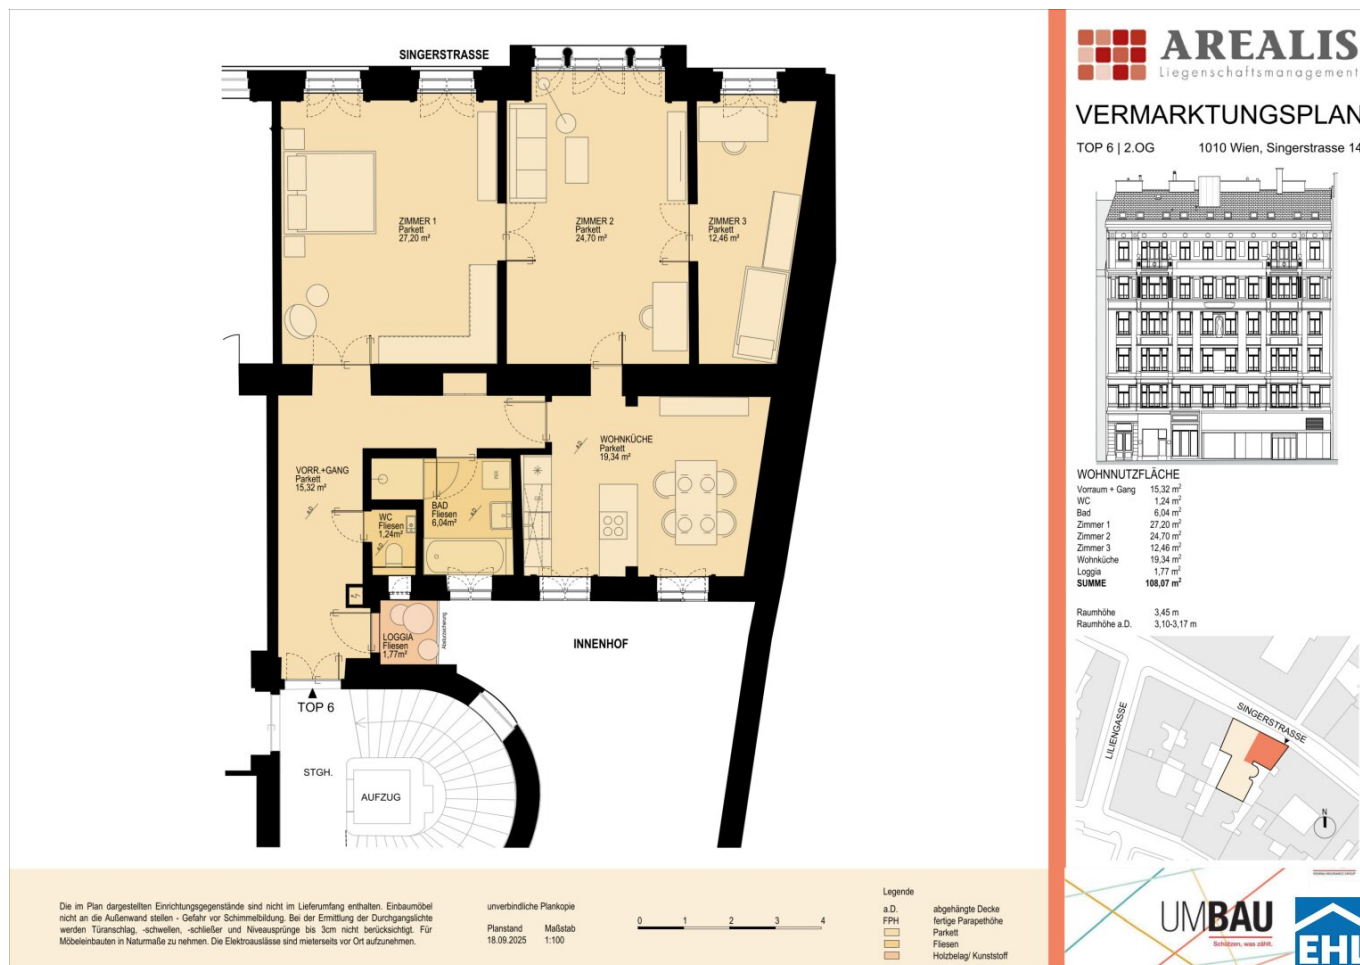 SINGERSTRASSE
ZIMMER 1
Parkett
27,20 m²
ZIMMER 2
Parkett
24,70 m²
ZIMMER 3
Parkett
12,46 m²
WOHNKÜCHE
Parkett
19,34 m²
VORR.+GANG
Parkett
15,32 m²
BAD
Fliesen
6,04m²
WC
Fliesen
1,24m²
LOGGIA
Fliesen
1,77m²
INNENHOF
TOP 6
STGH.
AUFZUG
AREALIS
Liegenschaftsmanagement
VERMARKTUNGSPLAN
TOP 6 | 2.OG 1010 Wien, Singerstrasse 14
WOHNNUTZFLÄCHE
Vorraum + Gang 15,32 m²
WC 1,24 m²
Bad 6,04 m²
Zimmer 1 27,20 m²
Zimmer 2 24,70 m²
Zimmer 3 12,46 m²
Wohnküche 19,34 m²
Loggia 1,77 m²
SUMME 108,07 m²
Raumhöhe 3,45 m
Raumhöhe a.D. 3,10-3,17 m
SINGERSTRASSE
LILIENGASSE
N
UMBAU
Schützen, was zählt.
EHL
Die im Plan dargestellten Einrichtungsgegenstände sind nicht im Lieferumfang enthalten. Einbaumöbel
nicht an die Außenwand stellen - Gefahr vor Schimmelbildung. Bei der Ermittlung der Durchgangslichte
werden Türanschlag, -schwellen, -schließer und Niveausprünge bis 3cm nicht berücksichtigt. Für
Möbeleinbauten in Naturmaße zu nehmen. Die Elektroauslässe sind mieterseits vor Ort aufzunehmen.
unverbindliche Plankopie
Planstand Maßstab
18.09.2025 1:100
0 1 2 3 4
Legende
a.D. abgehängte Decke
FPH fertige Parapethöhe
Parkett
Fliesen
Holzbelag/ Kunststoff